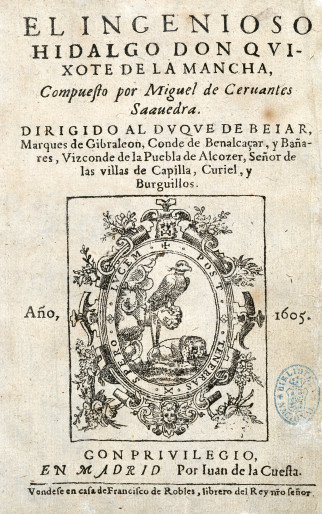 EL INGENIOSO
HIDALGO DON QVI-
XOTE DE LA MANCHA,
Compuesto por Miguel de Ceruantes
Saauedra.
DIRIGIDO AL DVQVE DE BEIAR,
Marques de Gibraleon, Conde de Benalcaçar, y Baña-
res, Vizconde de la Puebla de Alcozer, Señor de
las villas de Capilla, Curiel, y
Burguillos.
SPERO LVCEM POST TENEBRAS
Año, 1605.
CON PRIVILEGIO,
EN MADRID Por Iuan de la Cuesta.
Vendese en casa de Francisco de Robles, librero del Rey nr̃o señor.